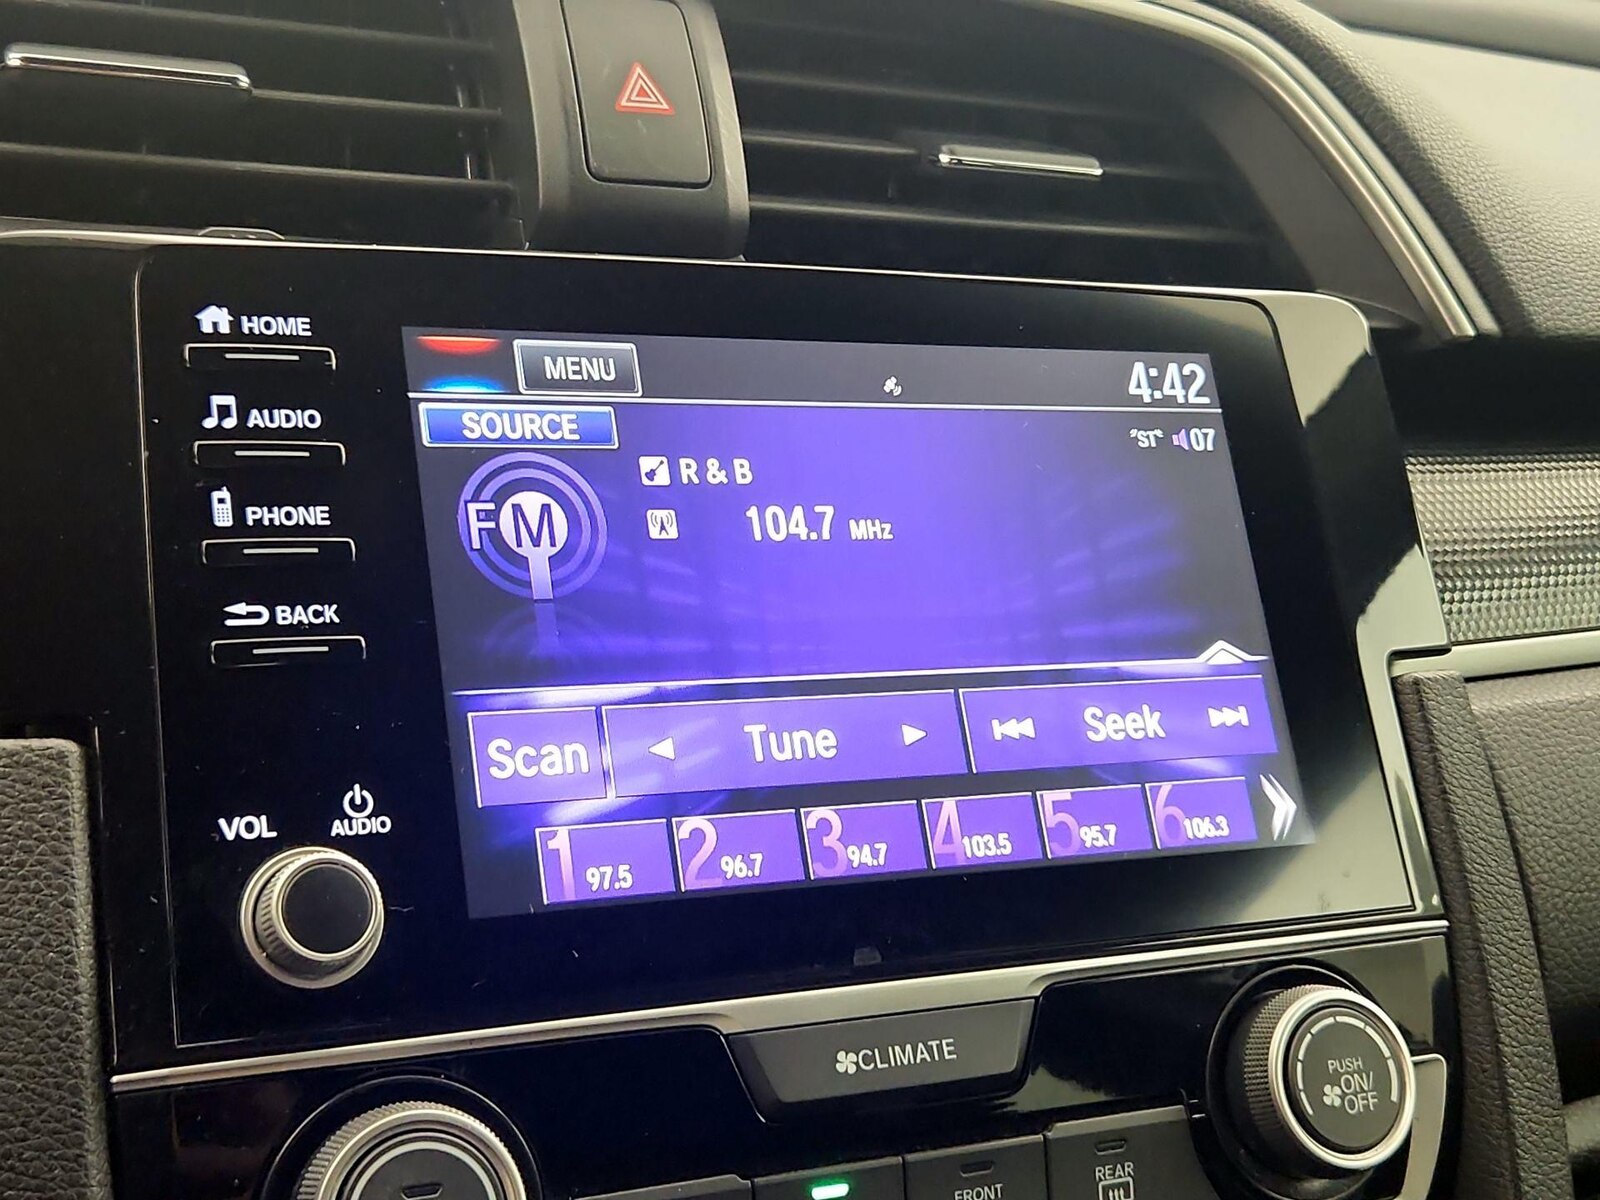 HOME
AUDIO
PHONE
BACK
VOL
AUDIO
MENU
4:42
SOURCE
"ST" 07
FM
R & B
104.7 MHz
Scan
Tune
Seek
1 97.5
2 96.7
3 94.7
4 103.5
5 95.7
6 106.3
CLIMATE
PUSH
ON/
OFF
FRONT
REAR